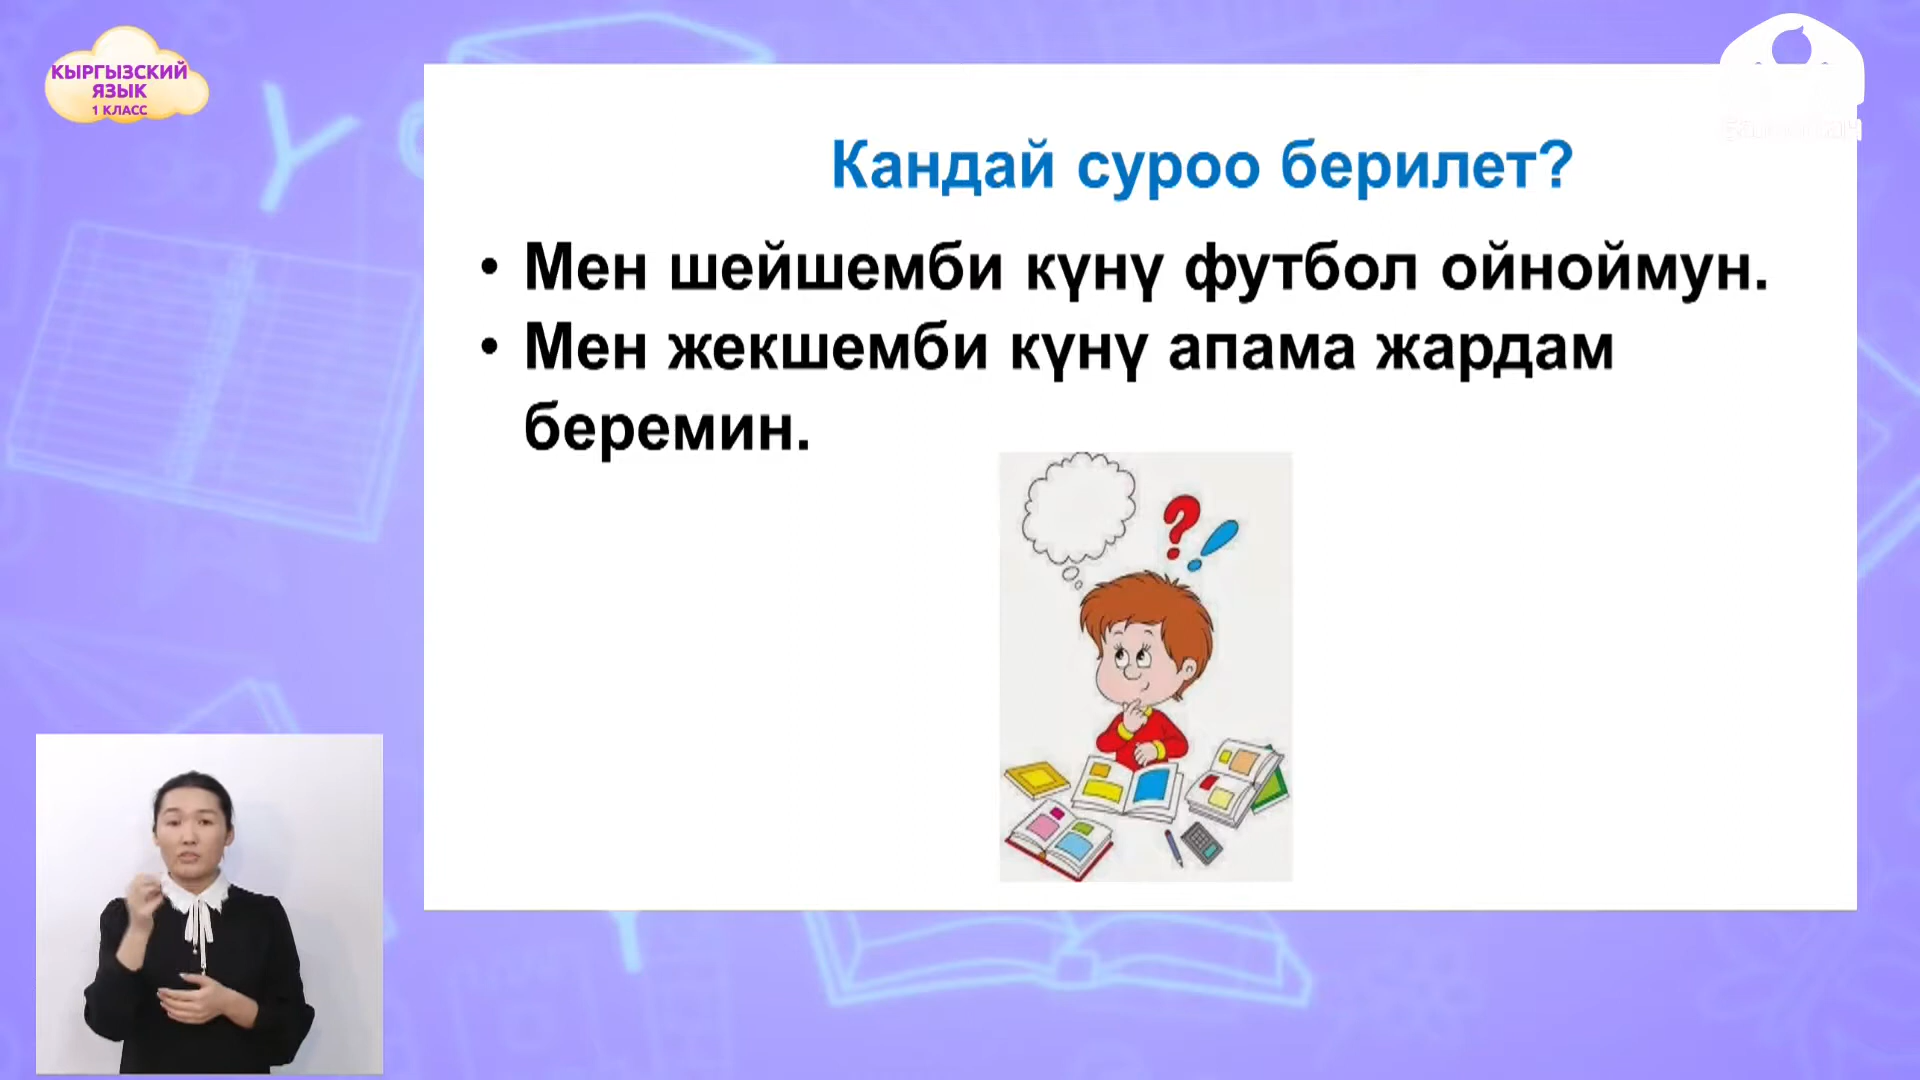 КЫРГЫЗСКИЙ
ЯЗЫК
1 КЛАСС
Кандай суроо берилет?
• Мен шейшемби күнү футбол ойноймун.
• Мен жекшемби күнү апама жардам
беремин.